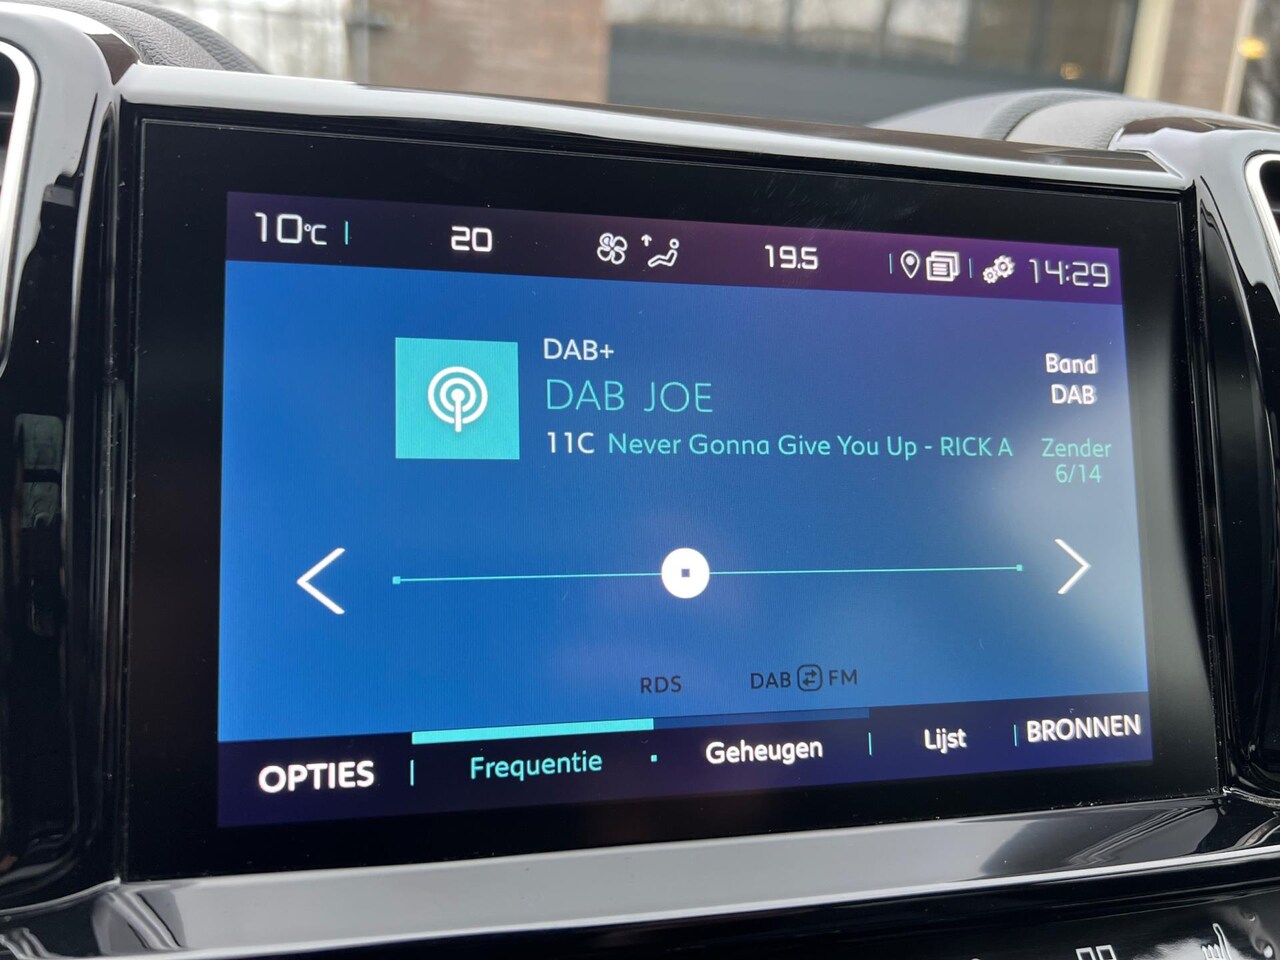 10°C 20 19.5 14:29
DAB+
DAB JOE
11C Never Gonna Give You Up - RICK A
Band
DAB
Zender
6/14
RDS DAB FM
OPTIES Frequentie Geheugen Lijst BRONNEN